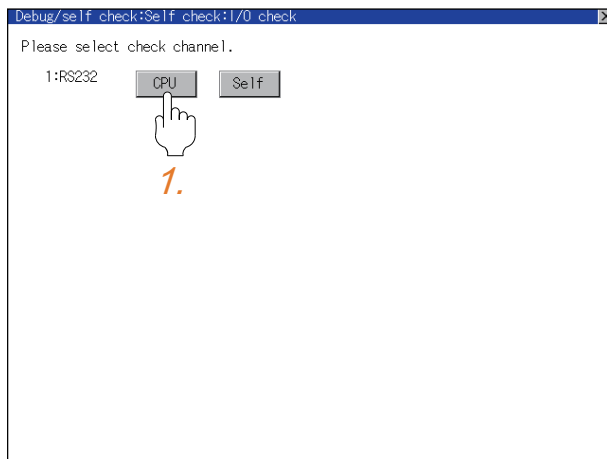 Debug/self check:Self check:I/O check
Please select check channel.
1:RS232 CPU Self
1.